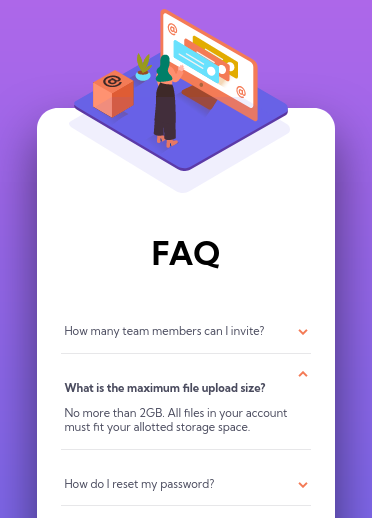 FAQ
How many team members can I invite?
What is the maximum file upload size?
No more than 2GB. All files in your account
must fit your allotted storage space.
How do I reset my password?